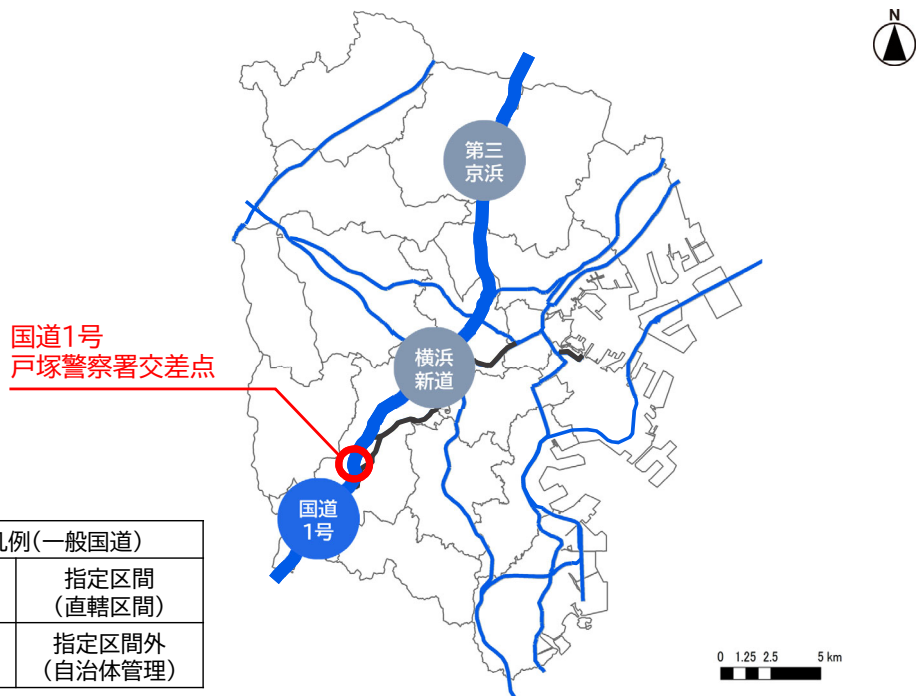 N
第三
京浜
国道1号
戸塚警察署交差点
横浜
新道
国道
1号
例(一般国道)
指定区間
(直轄区間)
指定区間外
(自治体管理)
0 1.25 2.5 5 km